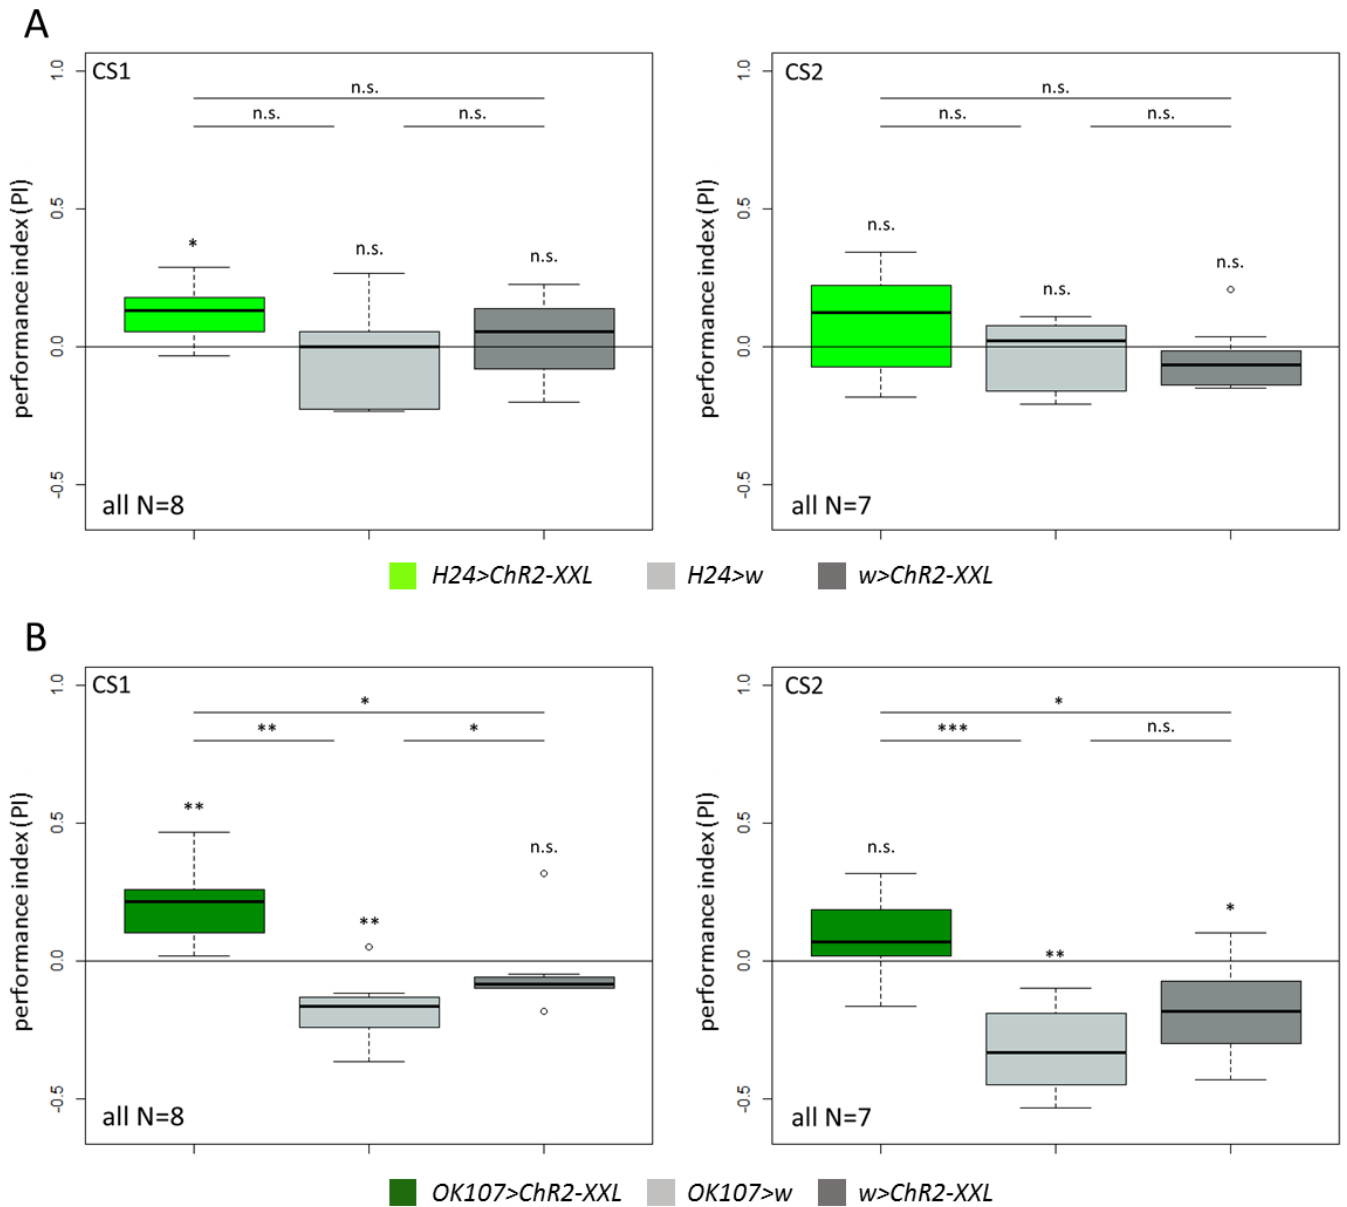 A
CS1
CS2
n.s.
n.s.
n.s. n.s.
n.s. n.s.
* n.s. n.s.
n.s. n.s. n.s.
performance index (PI)
performance index (PI)
1.0
0.5
0.0
-0.5
1.0
0.5
0.0
-0.5
all N=8
all N=7
H24>ChR2-XXL H24>w w>ChR2-XXL
B
CS1
CS2
*
*
** *
*** n.s.
** ** n.s.
n.s. ** *
performance index (PI)
performance index (PI)
1.0
0.5
0.0
-0.5
1.0
0.5
0.0
-0.5
all N=8
all N=7
OK107>ChR2-XXL OK107>w w>ChR2-XXL